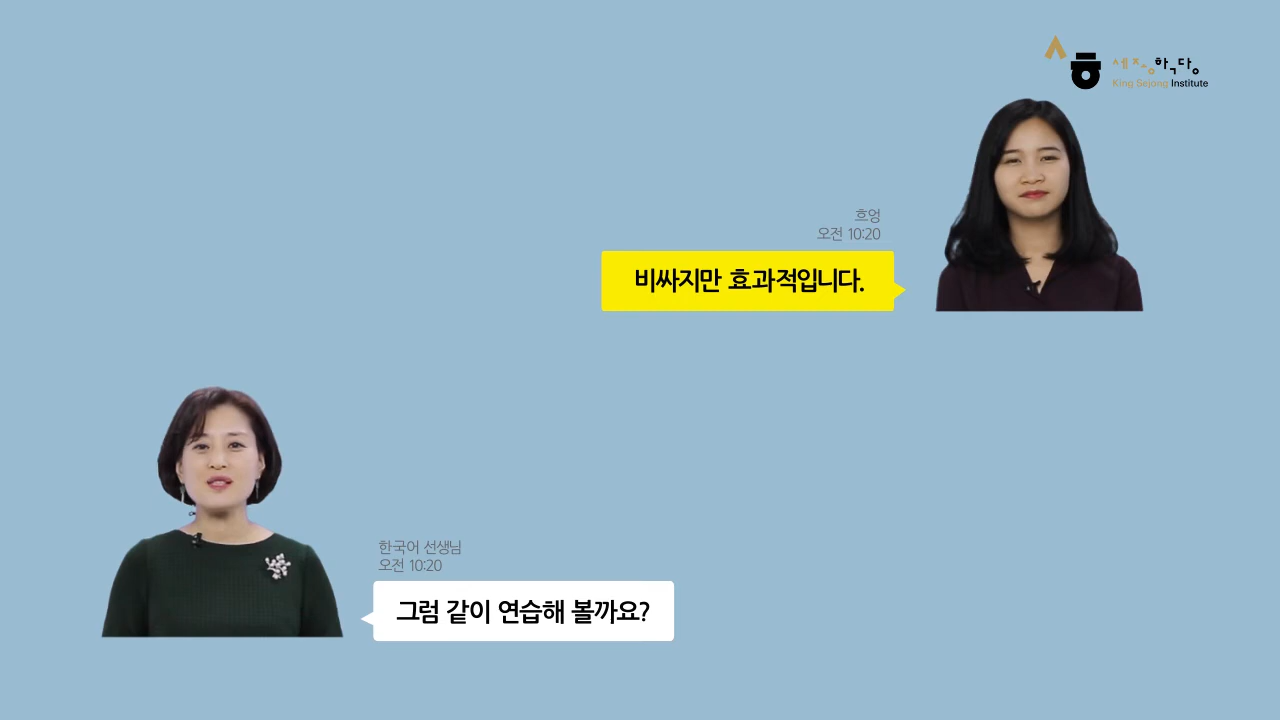 세종학당
King Sejong Institute
흐엉
오전 10:20
비싸지만 효과적입니다.
한국어 선생님
오전 10:20
그럼 같이 연습해 볼까요?